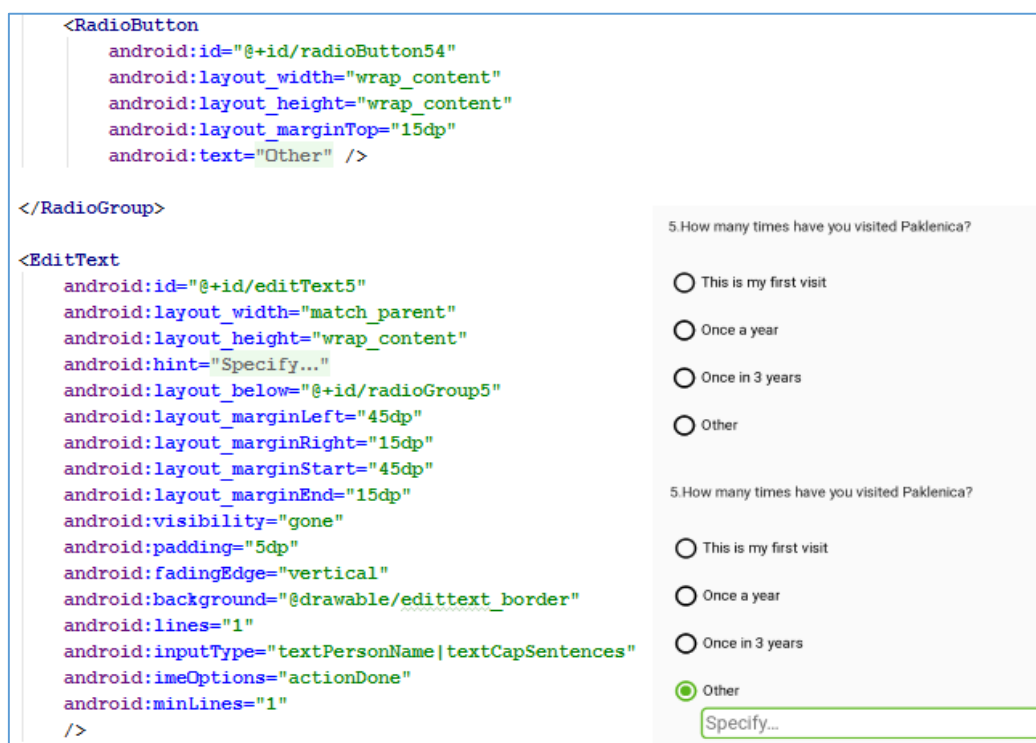 <RadioButton
android:id="@+id/radioButton54"
android:layout_width="wrap_content"
android:layout_height="wrap_content"
android:layout_marginTop="15dp"
android:text="Other" />
</RadioGroup>
<EditText
android:id="@+id/editText5"
android:layout_width="match_parent"
android:layout_height="wrap_content"
android:hint="Specify..."
android:layout_below="@+id/radioGroup5"
android:layout_marginLeft="45dp"
android:layout_marginRight="15dp"
android:layout_marginStart="45dp"
android:layout_marginEnd="15dp"
android:visibility="gone"
android:padding="5dp"
android:fadingEdge="vertical"
android:background="@drawable/edittext_border"
android:lines="1"
android:inputType="textPersonName|textCapSentences"
android:imeOptions="actionDone"
android:minLines="1"
/>
5.How many times have you visited Paklenica?
This is my first visit
Once a year
Once in 3 years
Other
5.How many times have you visited Paklenica?
This is my first visit
Once a year
Once in 3 years
Other
Specify...